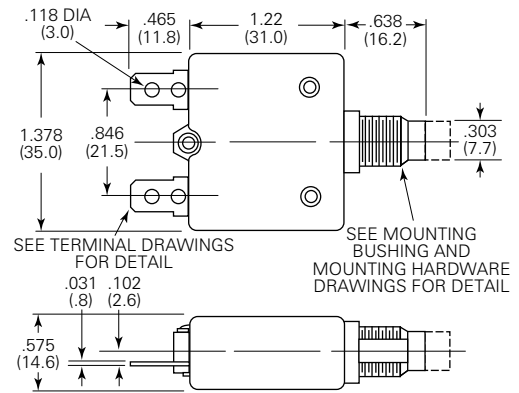 .118 DIA
(3.0)
.465
(11.8)
1.22
(31.0)
.638
(16.2)
1.378
(35.0)
.846
(21.5)
.303
(7.7)
SEE TERMINAL DRAWINGS
FOR DETAIL
SEE MOUNTING
BUSHING AND
MOUNTING HARDWARE
DRAWINGS FOR DETAIL
.031
(.8)
.102
(2.6)
.575
(14.6)